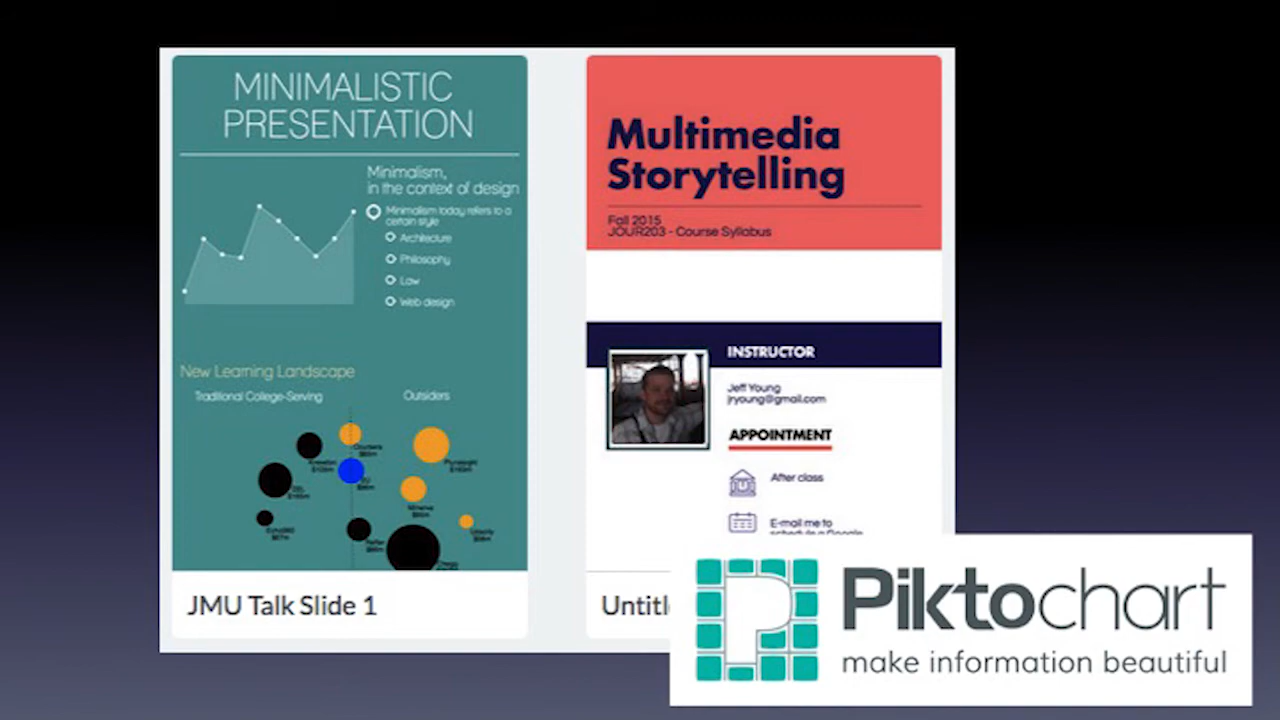 MINIMALISTIC
PRESENTATION
Minimalism,
in the context of design
Minimalism today refers to a
certain style
Architecture
Philosophy
Law
Web design
New Learning Landscape
Traditional College-Serving
Outsiders
JMU Talk Slide 1
Multimedia
Storytelling
Fall 2015
JOUR203 - Course Syllabus
INSTRUCTOR
Jeff Young
jryoung@gmail.com
APPOINTMENT
After class
E-mail me to
schedule a Google
Piktochart
make information beautiful